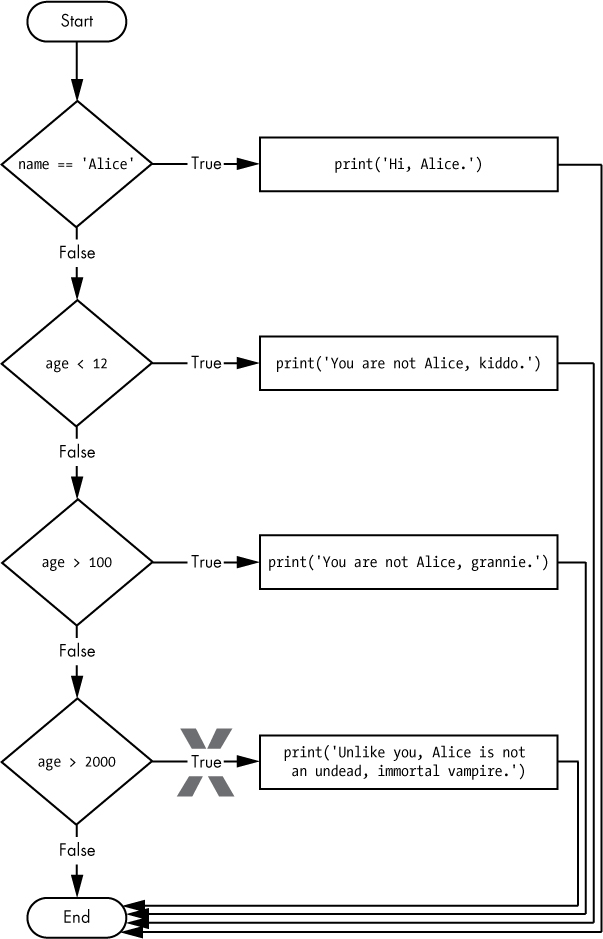 Start
name == 'Alice'
True
print('Hi, Alice.')
False
age < 12
True
print('You are not Alice, kiddo.')
False
age > 100
True
print('You are not Alice, grannie.')
False
age > 2000
True
print('Unlike you, Alice is not
an undead, immortal vampire.')
False
End